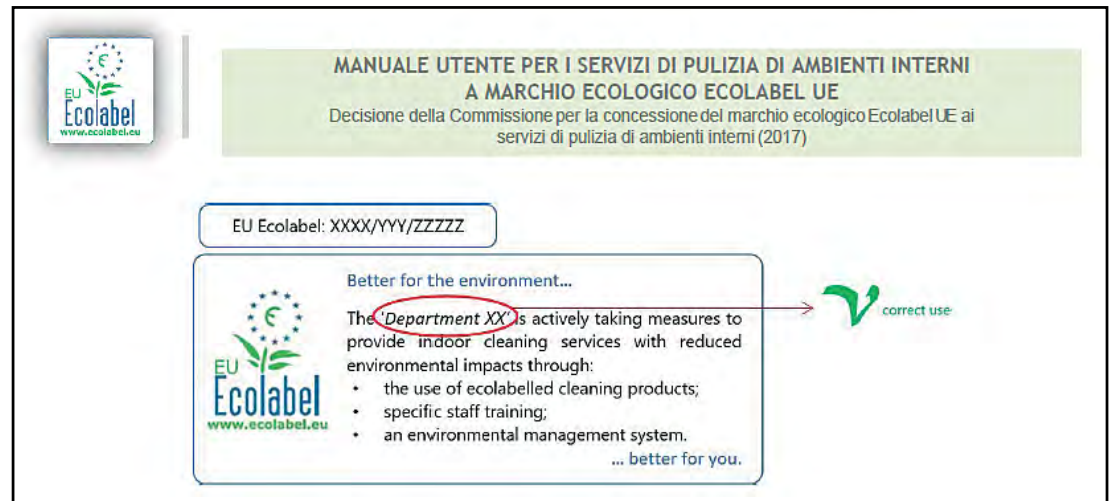 EU
Ecolabel
www.ecolabel.eu
MANUALE UTENTE PER I SERVIZI DI PULIZIA DI AMBIENTI INTERNI
A MARCHIO ECOLOGICO ECOLABEL UE
Decisione della Commissione per la concessione del marchio ecologico Ecolabel UE ai
servizi di pulizia di ambienti interni (2017)
EU Ecolabel: XXXX/YYY/ZZZZZ
EU
Ecolabel
www.ecolabel.eu
Better for the environment...
The 'Department XX' is actively taking measures to
provide indoor cleaning services with reduced
environmental impacts through:
• the use of ecolabelled cleaning products;
• specific staff training;
• an environmental management system.
... better for you.
correct use